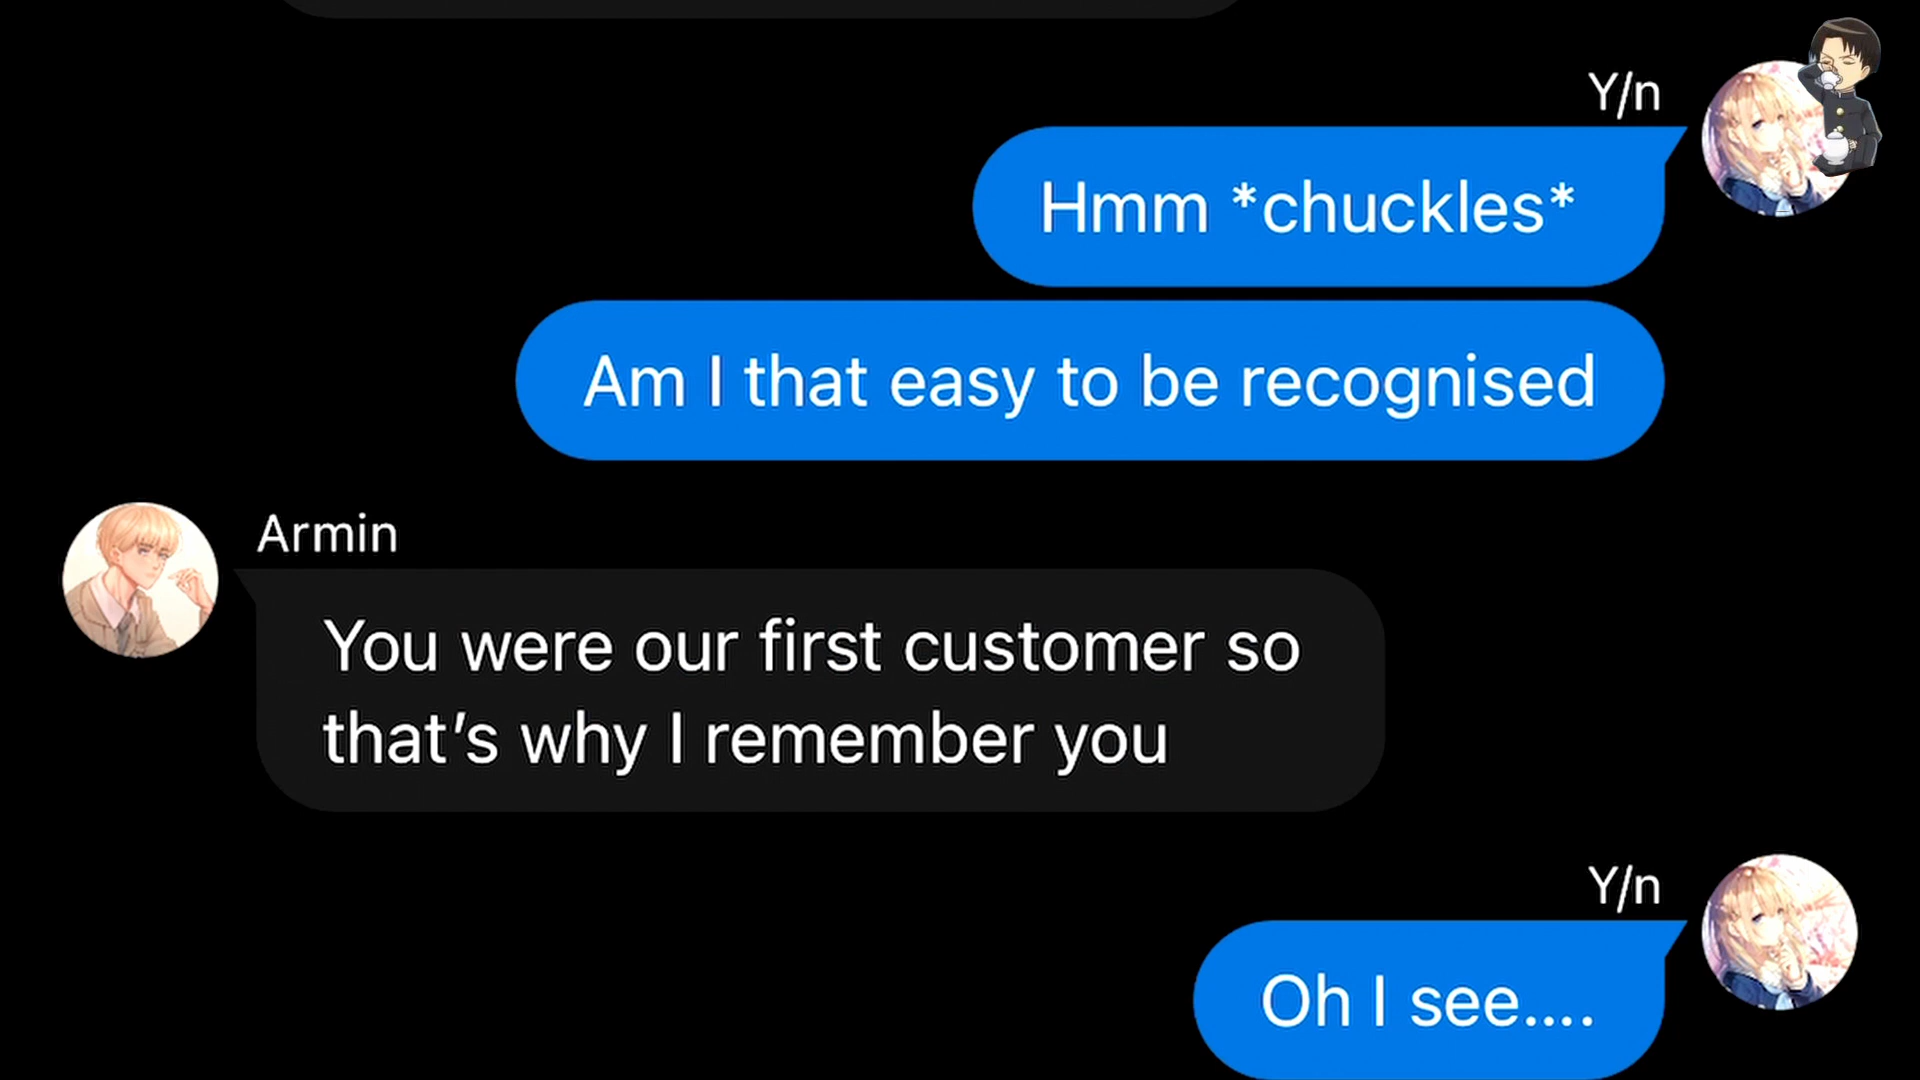 Y/n
Hmm *chuckles*
Am I that easy to be recognised
Armin
You were our first customer so
that’s why I remember you
Y/n
Oh I see....